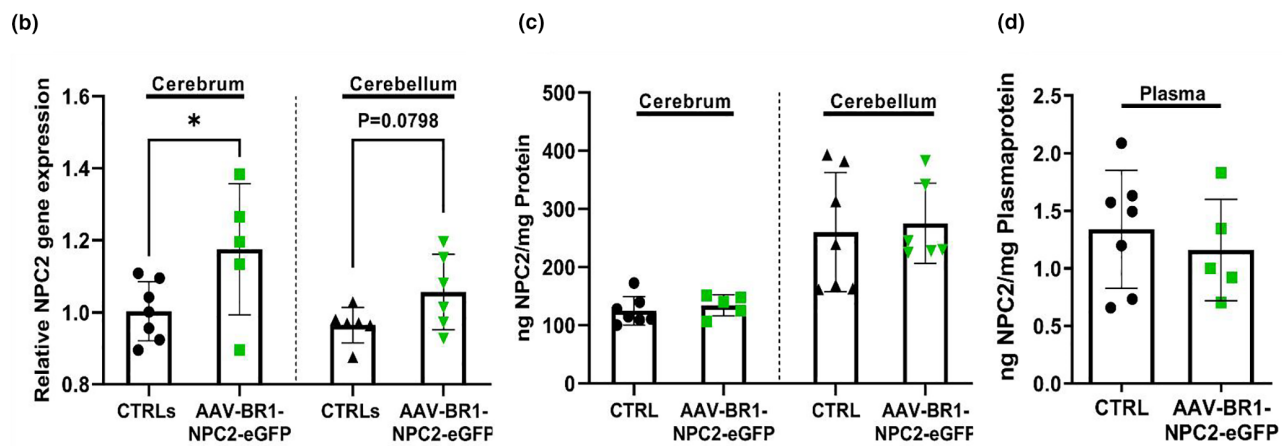 (b)
Relative NPC2 gene expression
1.6
1.4
1.2
1.0
0.8
Cerebrum
Cerebellum
*
P=0.0798
CTRLs
AAV-BR1-
NPC2-eGFP
CTRLs
AAV-BR1-
NPC2-eGFP
(c)
ng NPC2/mg Protein
500
400
300
200
100
0
Cerebrum
Cerebellum
CTRL
AAV-BR1-
NPC2-eGFP
CTRL
AAV-BR1-
NPC2-eGFP
(d)
ng NPC2/mg Plasmaprotein
2.5
2.0
1.5
1.0
0.5
0.0
Plasma
CTRL
AAV-BR1-
NPC2-eGFP